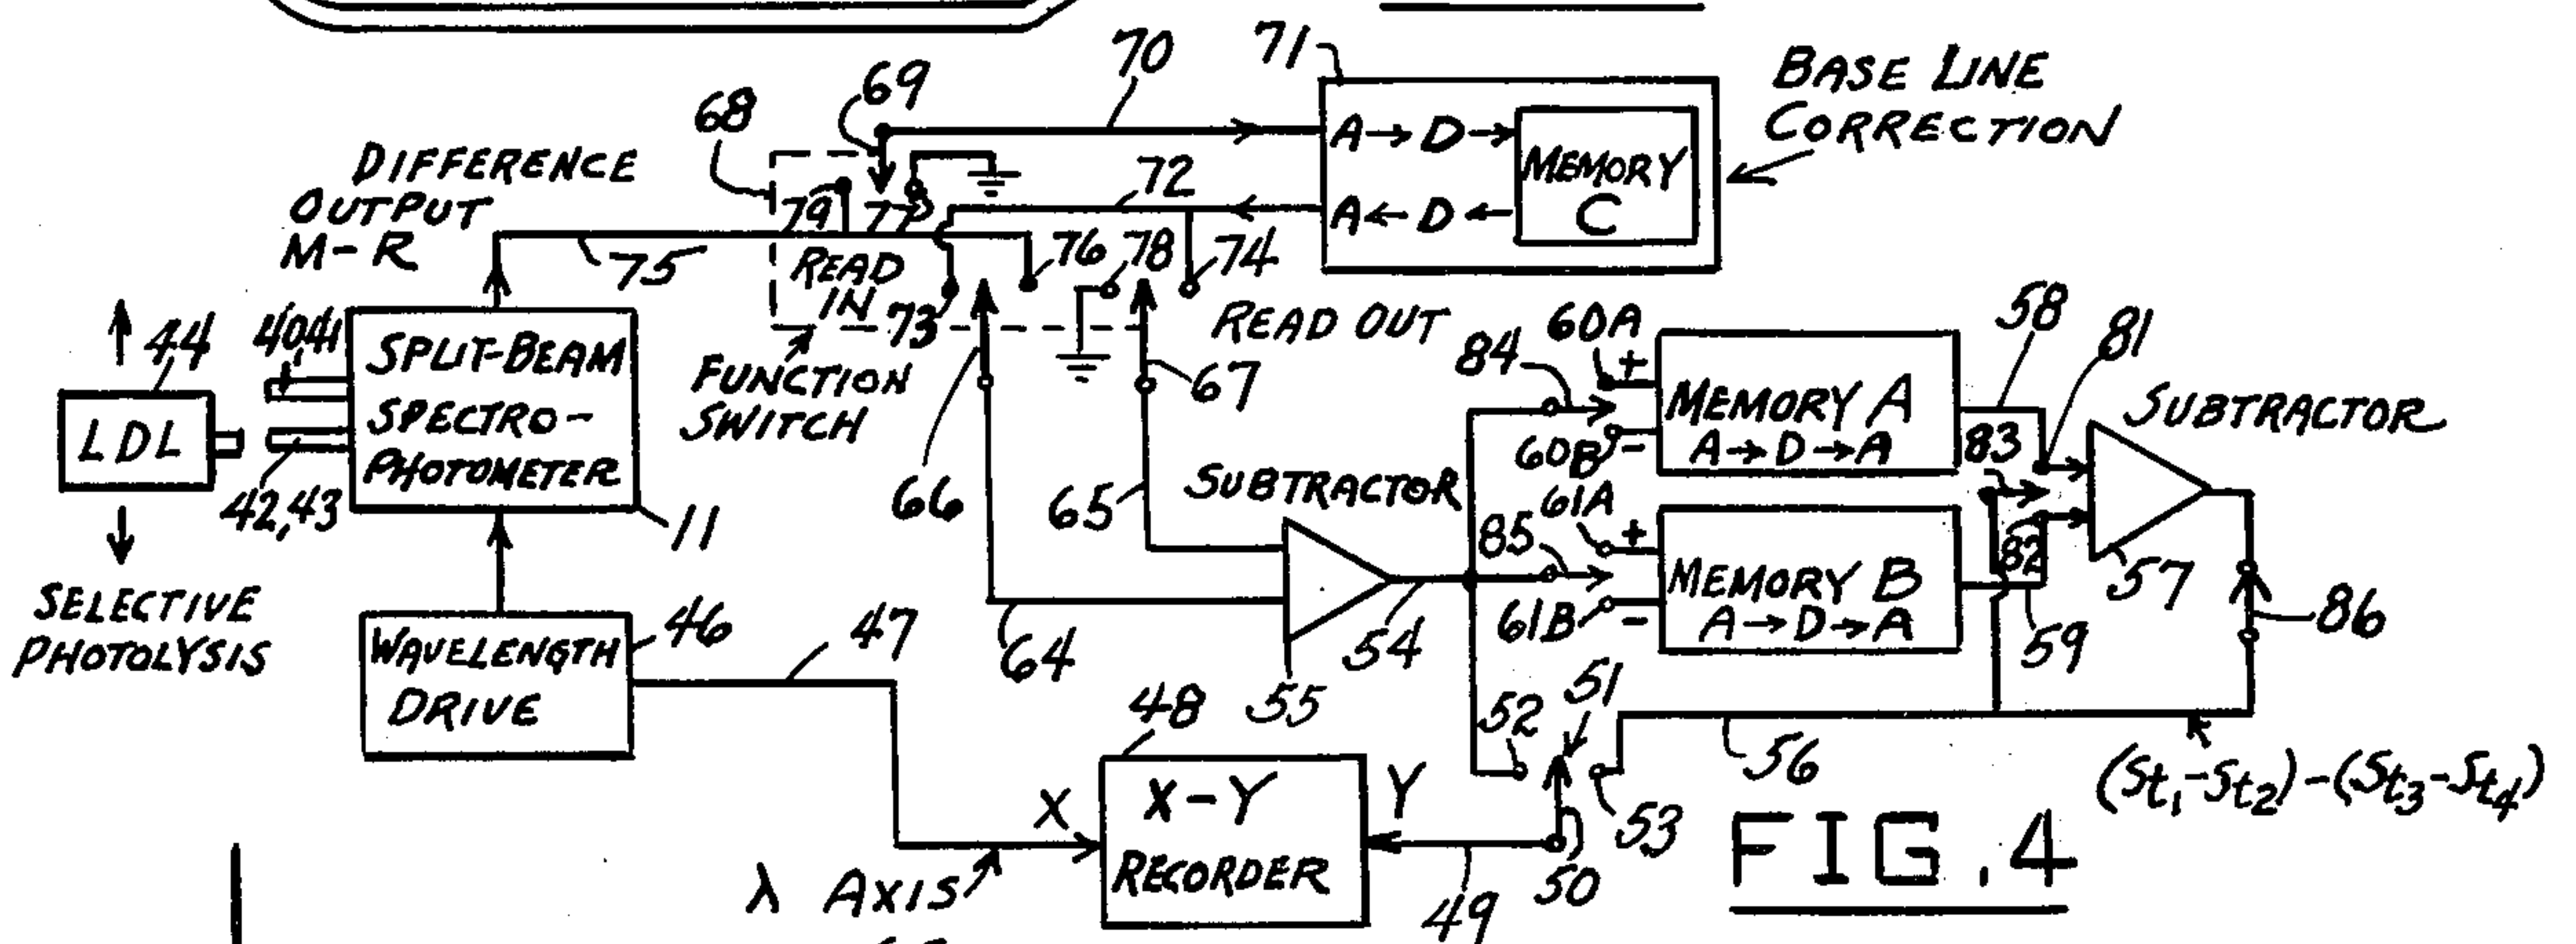 70
71
BASE LINE
CORRECTION
69
68
A→D→
MEMORY
C
A←D←
DIFFERENCE
OUTPUT
M-R
72
79
77
75
READ
IN
73
76
78
74
READ OUT
44
40
41
LDL
42,43
SPLIT-BEAM
SPECTRO-
PHOTOMETER
11
SELECTIVE
PHOTOLYSIS
FUNCTION
SWITCH
66
67
65
SUBTRACTOR
84
60A
+
60B
-
MEMORY A
A→D→A
58
81
SUBTRACTOR
83
61A
+
85
61B
-
MEMORY B
A→D→A
82
57
59
86
WAVELENGTH
DRIVE
46
47
64
55
54
48
52
51
X
X-Y
RECORDER
Y
53
56
(St1-St2)-(St3-St4)
λ AXIS
49
50
FIG.4